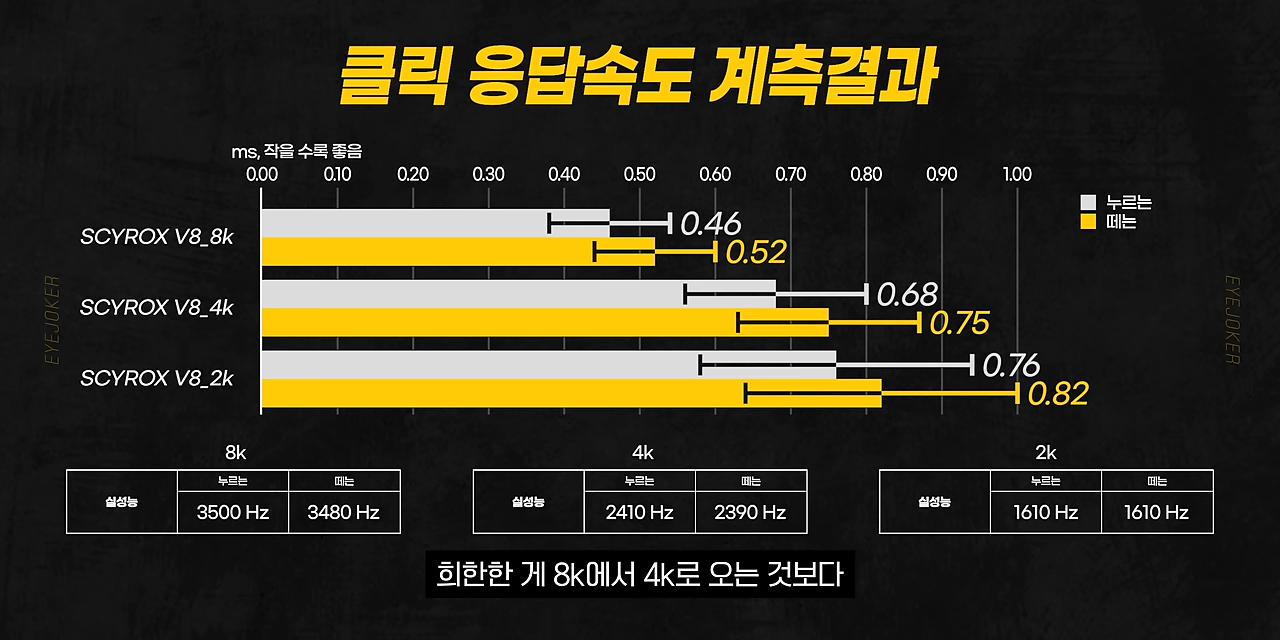 클릭 응답속도 계측결과
ms, 작을 수록 좋음
0.00 0.10 0.20 0.30 0.40 0.50 0.60 0.70 0.80 0.90 1.00
누르는
떼는
SCYROX V8_8k
0.46
0.52
SCYROX V8_4k
0.68
0.75
SCYROX V8_2k
0.76
0.82
EYEJOKER
EYEJOKER
8k
실성능
누르는 떼는
3500 Hz 3480 Hz
4k
실성능
누르는 떼는
2410 Hz 2390 Hz
2k
실성능
누르는 떼는
1610 Hz 1610 Hz
희한한 게 8k에서 4k로 오는 것보다